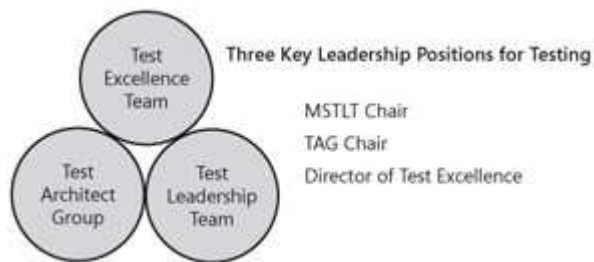 Test
Excellence
Team
Three Key Leadership Positions for Testing
MSTLT Chair
TAG Chair
Director of Test Excellence
Test
Architect
Group
Test
Leadership
Team